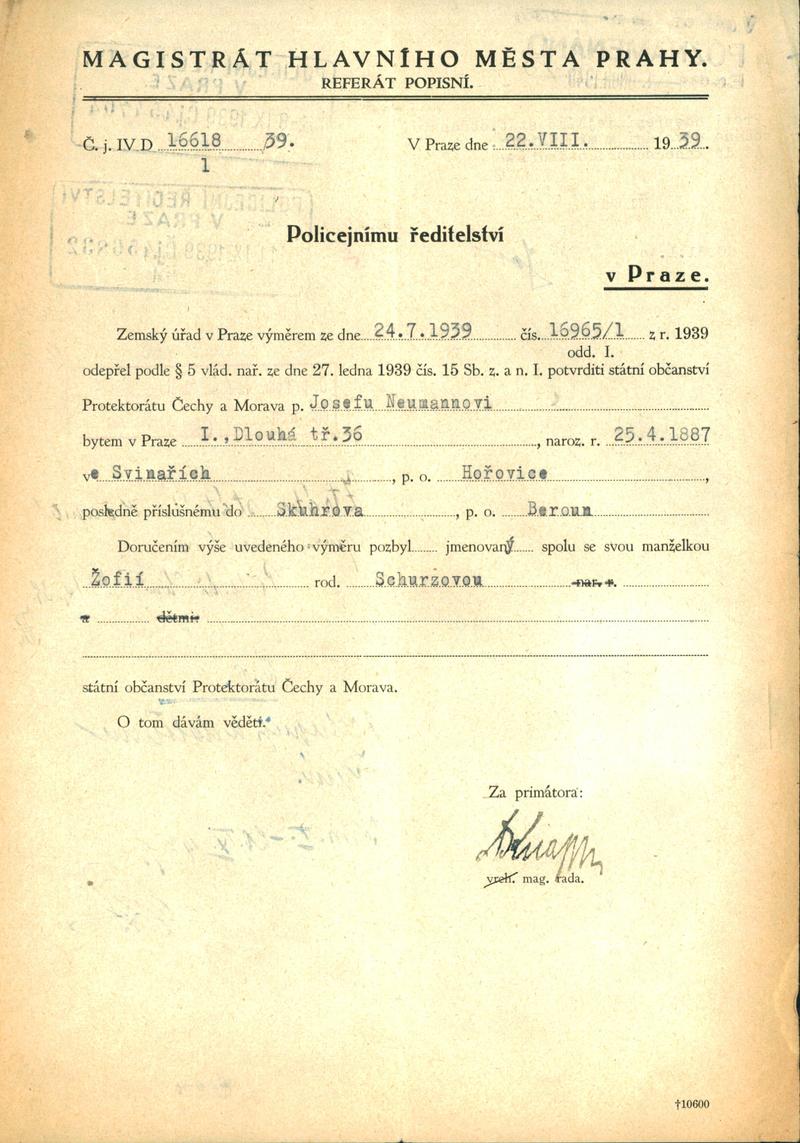 MAGISTRÁT HLAVNÍHO MĚSTA PRAHY.
REFERÁT POPISNÍ.
Č. j. IV D 16618/39. V Praze dne 22.VIII. 1939.
1
Policejnímu ředitelství
v Praze.
Zemský úřad v Praze výměrem ze dne 24.7.1939 čís. 16965/1 z r. 1939
odd. I.
odepřel podle § 5 vlád. nař. ze dne 27. ledna 1939 čís. 15 Sb. z. a n. I. potvrditi státní občanství
Protektorátu Čechy a Morava p. Josefu Neumannovi
bytem v Praze I.,Dlouhá tř.36, naroz. r. 25.4.1887
ve Svinařích, p. o. Hořovice,
posledně příslušnému do Skuhrova, p. o. Beroun
Doručením výše uvedeného výměru pozbyl jmenovaný spolu se svou manželkou
Žofií rod. Schurzovou nar. r.
a dětmi:
státní občanství Protektorátu Čechy a Morava.
O tom dávám věděti.
Za primátora:
vrch. mag. rada.
†10600